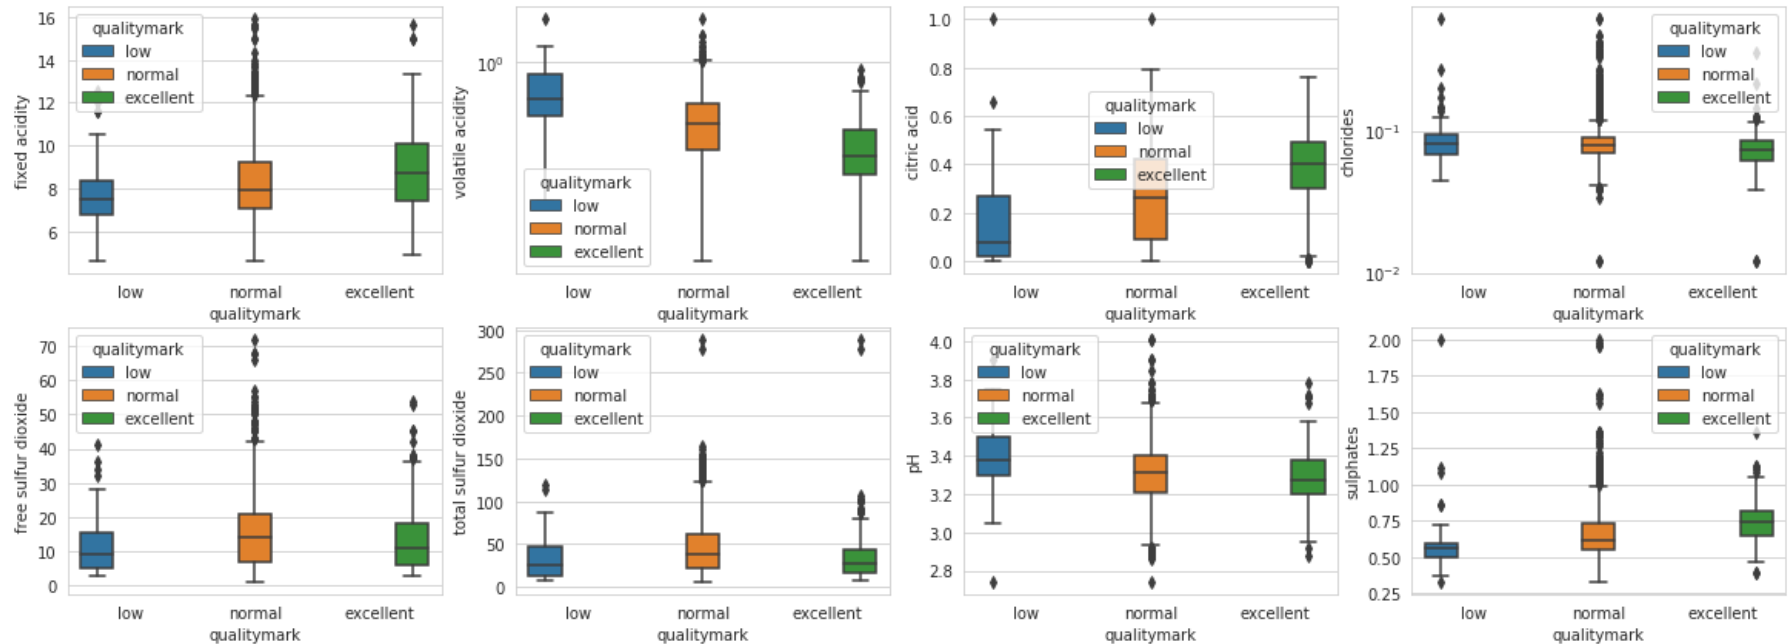 fixed acidity
16
14
12
10
8
6
qualitymark
low
normal
excellent
low normal excellent
qualitymark
volatile acidity
10⁰
qualitymark
low
normal
excellent
low normal excellent
qualitymark
citric acid
1.0
0.8
0.6
0.4
0.2
0.0
qualitymark
low
normal
excellent
low normal excellent
qualitymark
chlorides
10⁻¹
10⁻²
qualitymark
low
normal
excellent
low normal excellent
qualitymark
free sulfur dioxide
70
60
50
40
30
20
10
0
qualitymark
low
normal
excellent
low normal excellent
qualitymark
total sulfur dioxide
300
250
200
150
100
50
0
qualitymark
low
normal
excellent
low normal excellent
qualitymark
pH
4.0
3.8
3.6
3.4
3.2
3.0
2.8
qualitymark
low
normal
excellent
low normal excellent
qualitymark
sulphates
2.00
1.75
1.50
1.25
1.00
0.75
0.50
0.25
qualitymark
low
normal
excellent
low normal excellent
qualitymark